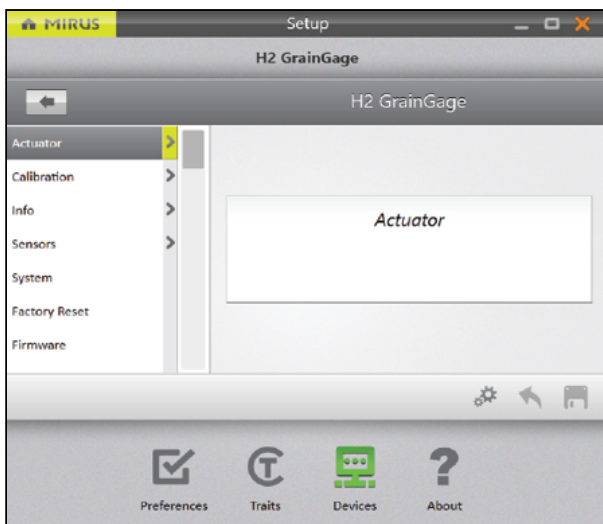 MIRUS
Setup
H2 GrainGage
H2 GrainGage
Actuator
Calibration
Info
Sensors
System
Factory Reset
Firmware
Actuator
Preferences
Traits
Devices
About